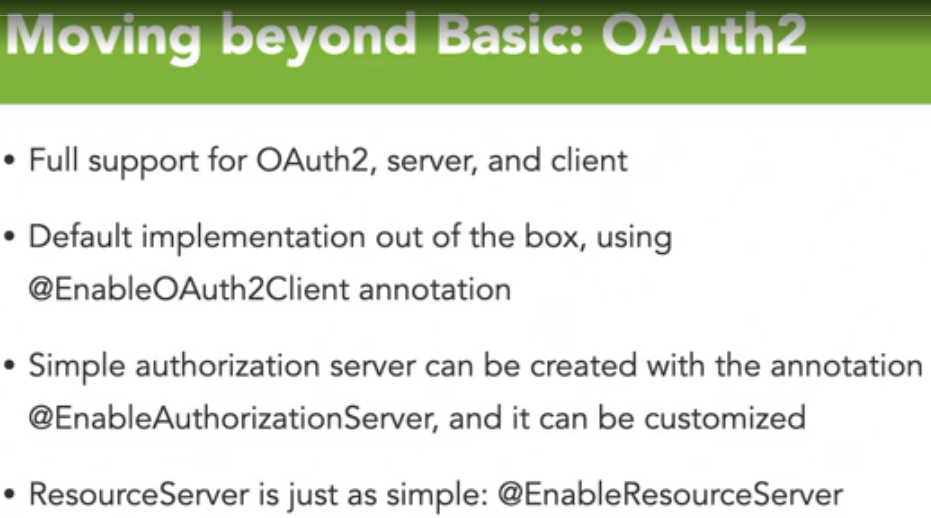 Moving beyond Basic: OAuth2
• Full support for OAuth2, server, and client
• Default implementation out of the box, using
@EnableOAuth2Client annotation
• Simple authorization server can be created with the annotation
@EnableAuthorizationServer, and it can be customized
• ResourceServer is just as simple: @EnableResourceServer